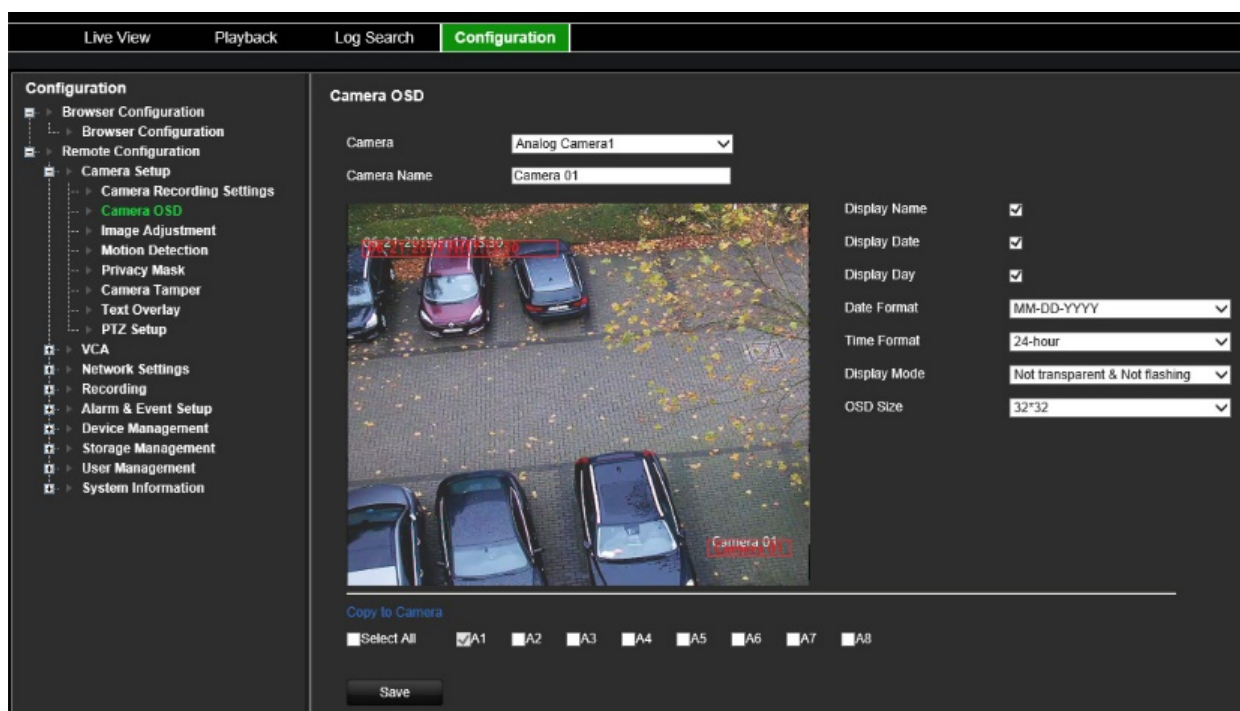 Live View Playback Log Search Configuration
Configuration
Browser Configuration
Browser Configuration
Remote Configuration
Camera Setup
Camera Recording Settings
Camera OSD
Image Adjustment
Motion Detection
Privacy Mask
Camera Tamper
Text Overlay
PTZ Setup
VCA
Network Settings
Recording
Alarm & Event Setup
Device Management
Storage Management
User Management
System Information
Camera OSD
Camera Analog Camera1
Camera Name Camera 01
Display Name
Display Date
Display Day
Date Format MM-DD-YYYY
Time Format 24-hour
Display Mode Not transparent & Not flashing
OSD Size 32*32
Camera 01
Camera 01
Copy to Camera
Select All A1 A2 A3 A4 A5 A6 A7 A8
Save